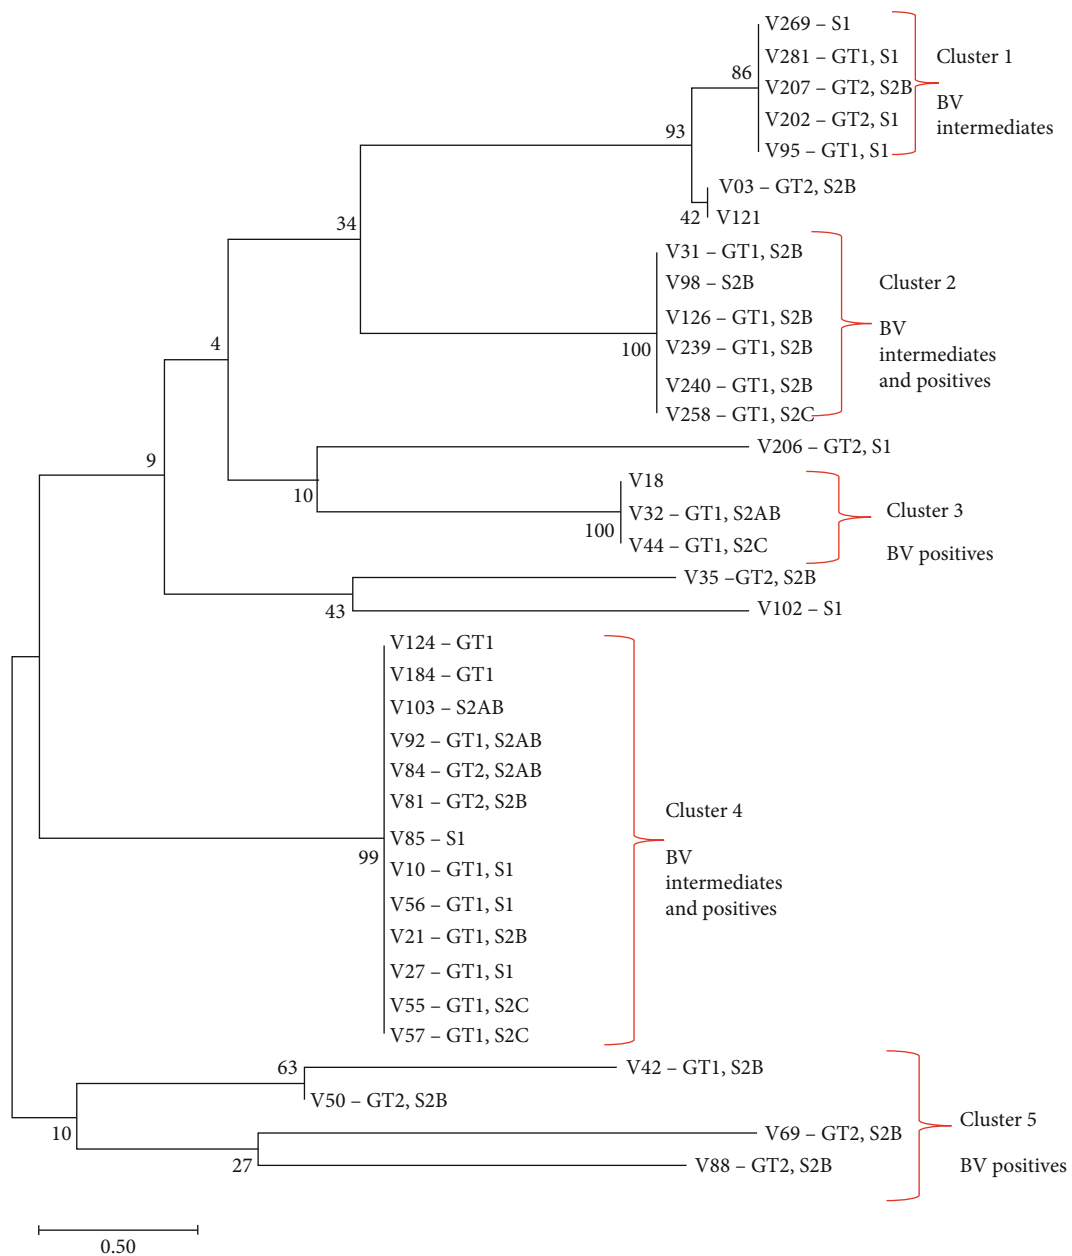 V269 – S1
V281 – GT1, S1
V207 – GT2, S2B
V202 – GT2, S1
V95 – GT1, S1
86
Cluster 1
BV
intermediates
93
V03 – GT2, S2B
42
V121
34
V31 – GT1, S2B
V98 – S2B
V126 – GT1, S2B
V239 – GT1, S2B
V240 – GT1, S2B
V258 – GT1, S2C
100
Cluster 2
BV
intermediates
and positives
4
V206 – GT2, S1
9
10
V18
V32 – GT1, S2AB
V44 – GT1, S2C
100
Cluster 3
BV positives
V35 –GT2, S2B
43
V102 – S1
V124 – GT1
V184 – GT1
V103 – S2AB
V92 – GT1, S2AB
V84 – GT2, S2AB
V81 – GT2, S2B
V85 – S1
99
V10 – GT1, S1
V56 – GT1, S1
V21 – GT1, S2B
V27 – GT1, S1
V55 – GT1, S2C
V57 – GT1, S2C
Cluster 4
BV
intermediates
and positives
63
V42 – GT1, S2B
V50 – GT2, S2B
10
V69 – GT2, S2B
27
V88 – GT2, S2B
Cluster 5
BV positives
0.50